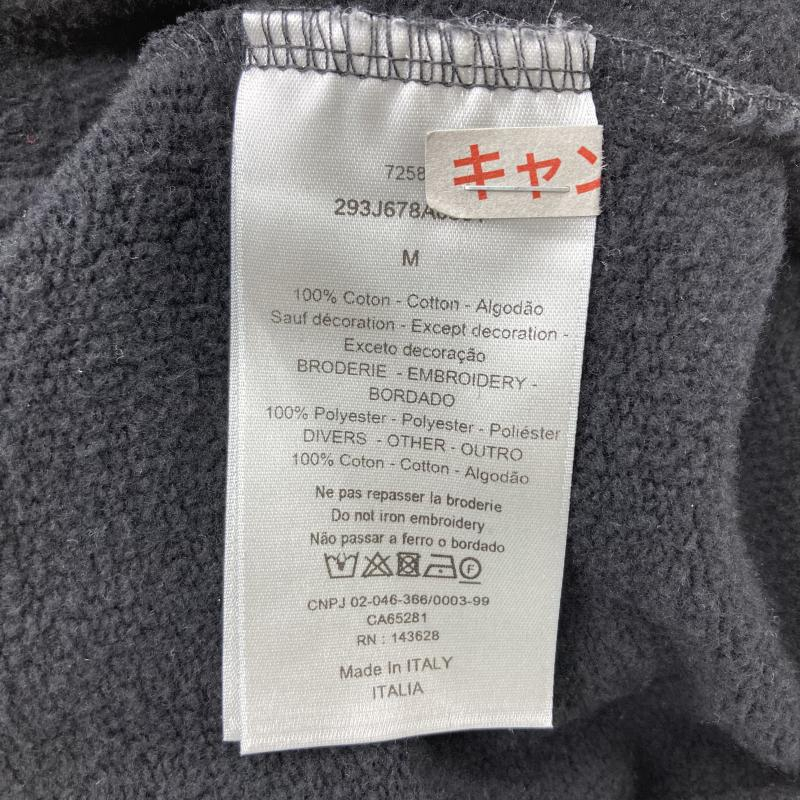 キャン
7258
293J678A
M
100% Coton - Cotton - Algodão
Sauf décoration - Except decoration -
Exceto decoração
BRODERIE - EMBROIDERY -
BORDADO
100% Polyester - Polyester - Poliéster
DIVERS - OTHER - OUTRO
100% Coton - Cotton - Algodão
Ne pas repasser la broderie
Do not iron embroidery
Não passar a ferro o bordado
F
CNPJ 02-046-366/0003-99
CA65281
RN : 143628
Made In ITALY
ITALIA